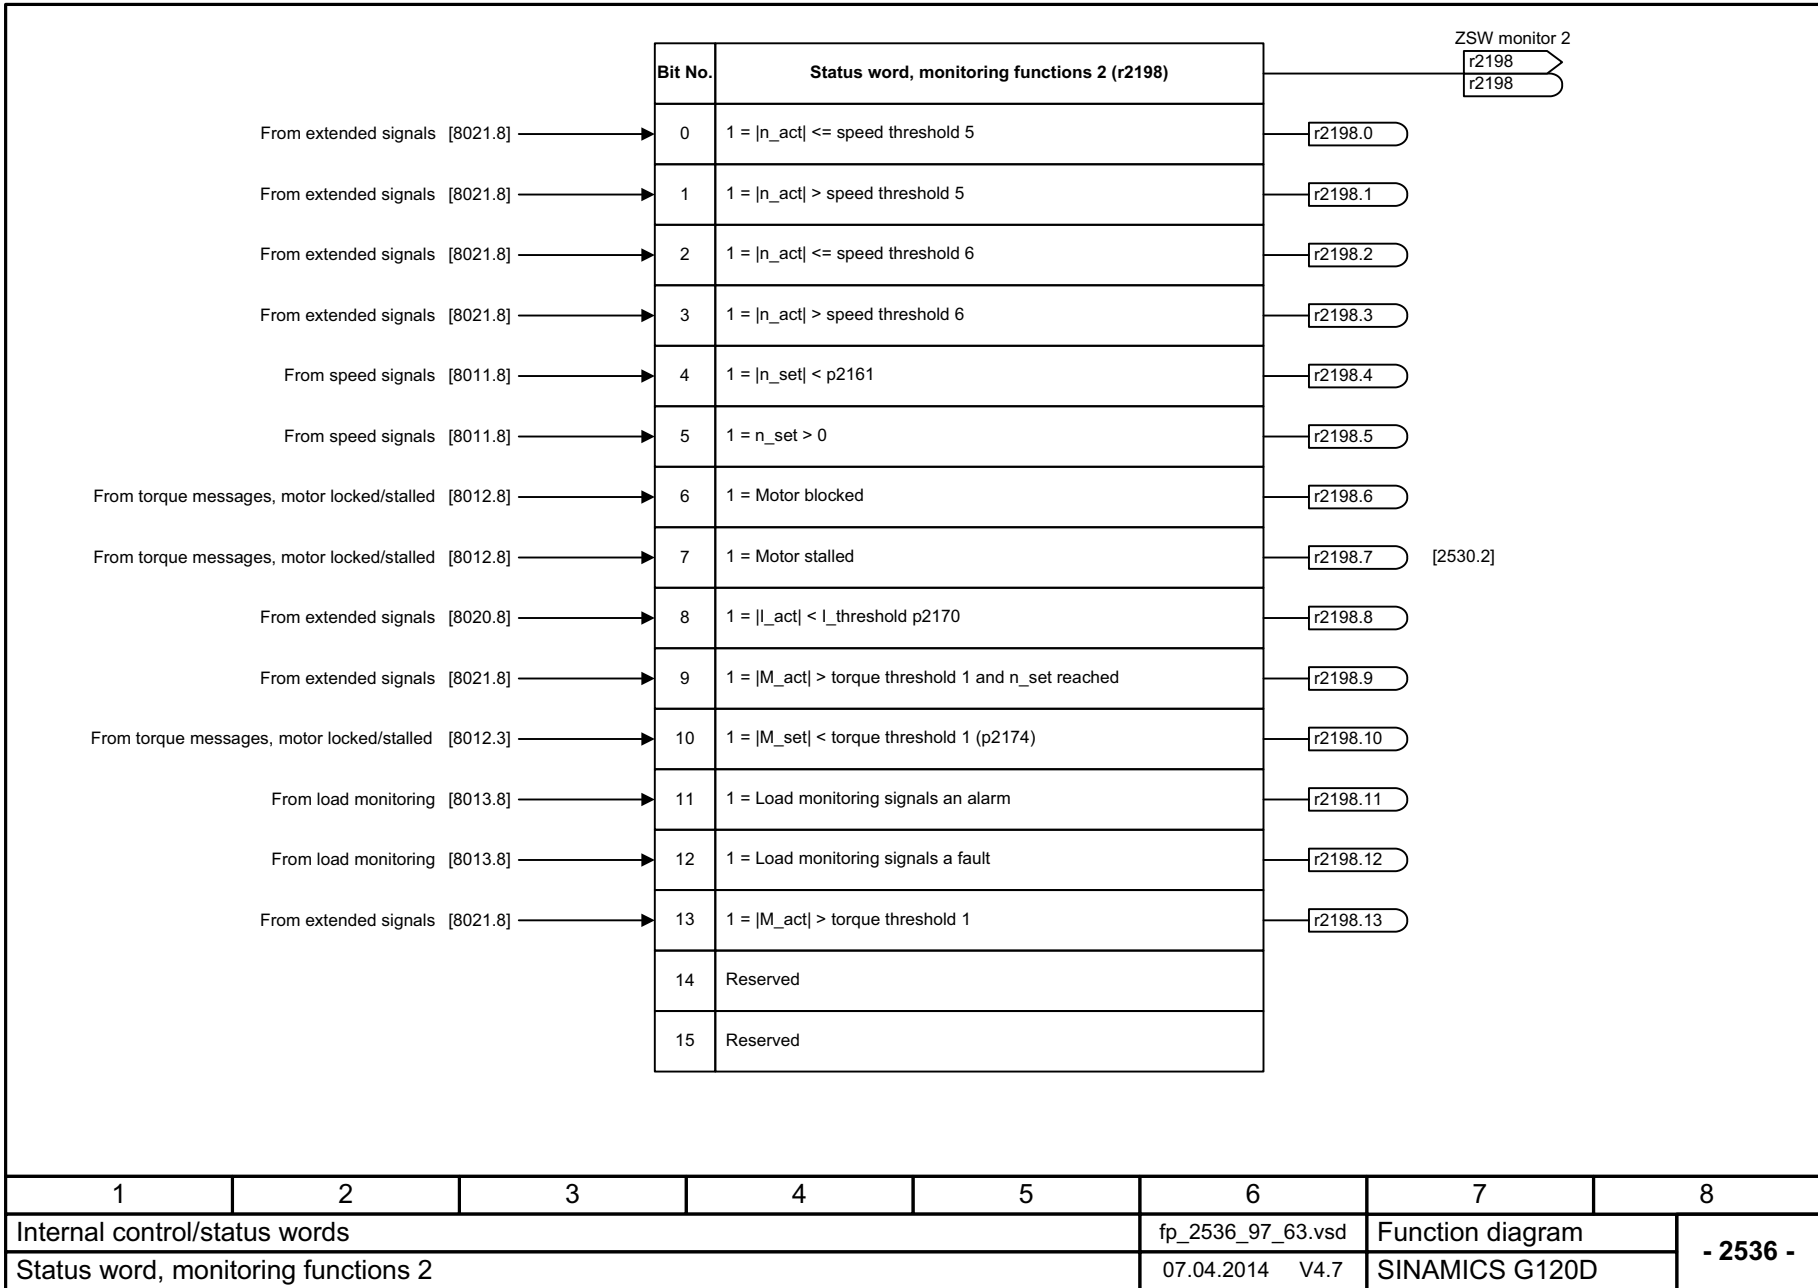 ZSW monitor 2
Bit No. Status word, monitoring functions 2 (r2198) r2198
r2198
From extended signals [8021.8] 0 1 = |n_act| <= speed threshold 5 r2198.0
From extended signals [8021.8] 1 1 = |n_act| > speed threshold 5 r2198.1
From extended signals [8021.8] 2 1 = |n_act| <= speed threshold 6 r2198.2
From extended signals [8021.8] 3 1 = |n_act| > speed threshold 6 r2198.3
From speed signals [8011.8] 4 1 = |n_set| < p2161 r2198.4
From speed signals [8011.8] 5 1 = n_set > 0 r2198.5
From torque messages, motor locked/stalled [8012.8] 6 1 = Motor blocked r2198.6
From torque messages, motor locked/stalled [8012.8] 7 1 = Motor stalled r2198.7 [2530.2]
From extended signals [8020.8] 8 1 = |I_act| < I_threshold p2170 r2198.8
From extended signals [8021.8] 9 1 = |M_act| > torque threshold 1 and n_set reached r2198.9
From torque messages, motor locked/stalled [8012.3] 10 1 = |M_set| < torque threshold 1 (p2174) r2198.10
From load monitoring [8013.8] 11 1 = Load monitoring signals an alarm r2198.11
From load monitoring [8013.8] 12 1 = Load monitoring signals a fault r2198.12
From extended signals [8021.8] 13 1 = |M_act| > torque threshold 1 r2198.13
14 Reserved
15 Reserved
1 2 3 4 5 6 7 8
Internal control/status words fp_2536_97_63.vsd Function diagram - 2536 -
Status word, monitoring functions 2 07.04.2014 V4.7 SINAMICS G120D